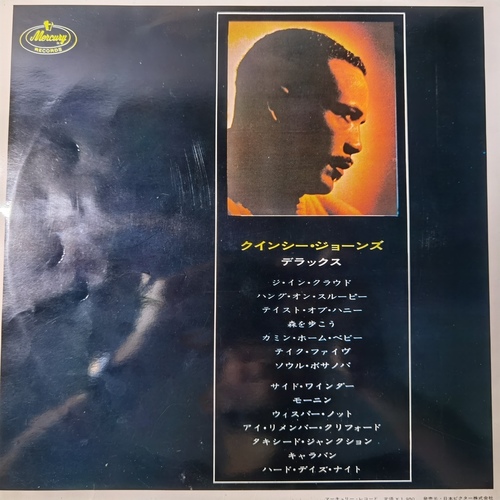 Mercury
RECORDS
クインシー・ジョーンズ
デラックス
ジ・イン・クラウド
ハング・オン・スルーピー
テイスト・オブ・ハニー
森を歩こう
カミン・ホーム・ベビー
テイク・ファイヴ
ソウル・ボサノバ
サイド・ワインダー
モーニン
ウィスパー・ノット
アイ・リメンバー・クリフォード
タキシード・ジャンクション
キャラバン
ハード・デイズ・ナイト